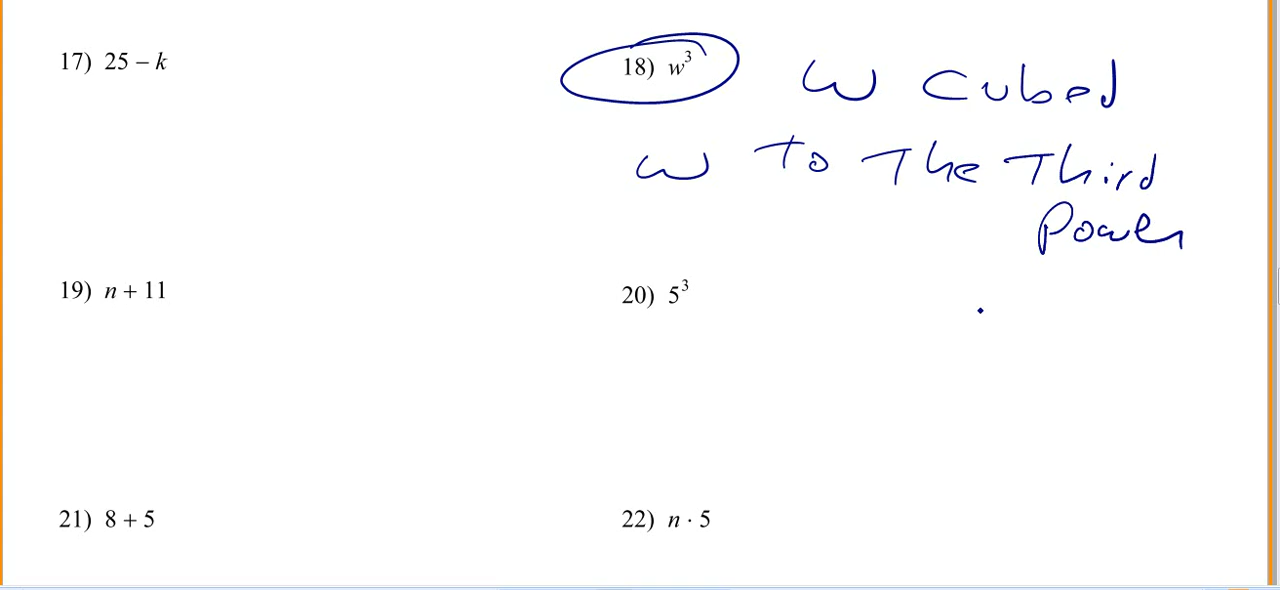 17) 25 – k
18) w³ W Cubed
W To The Third
Power
19) n + 11
20) 5³
21) 8 + 5
22) n · 5